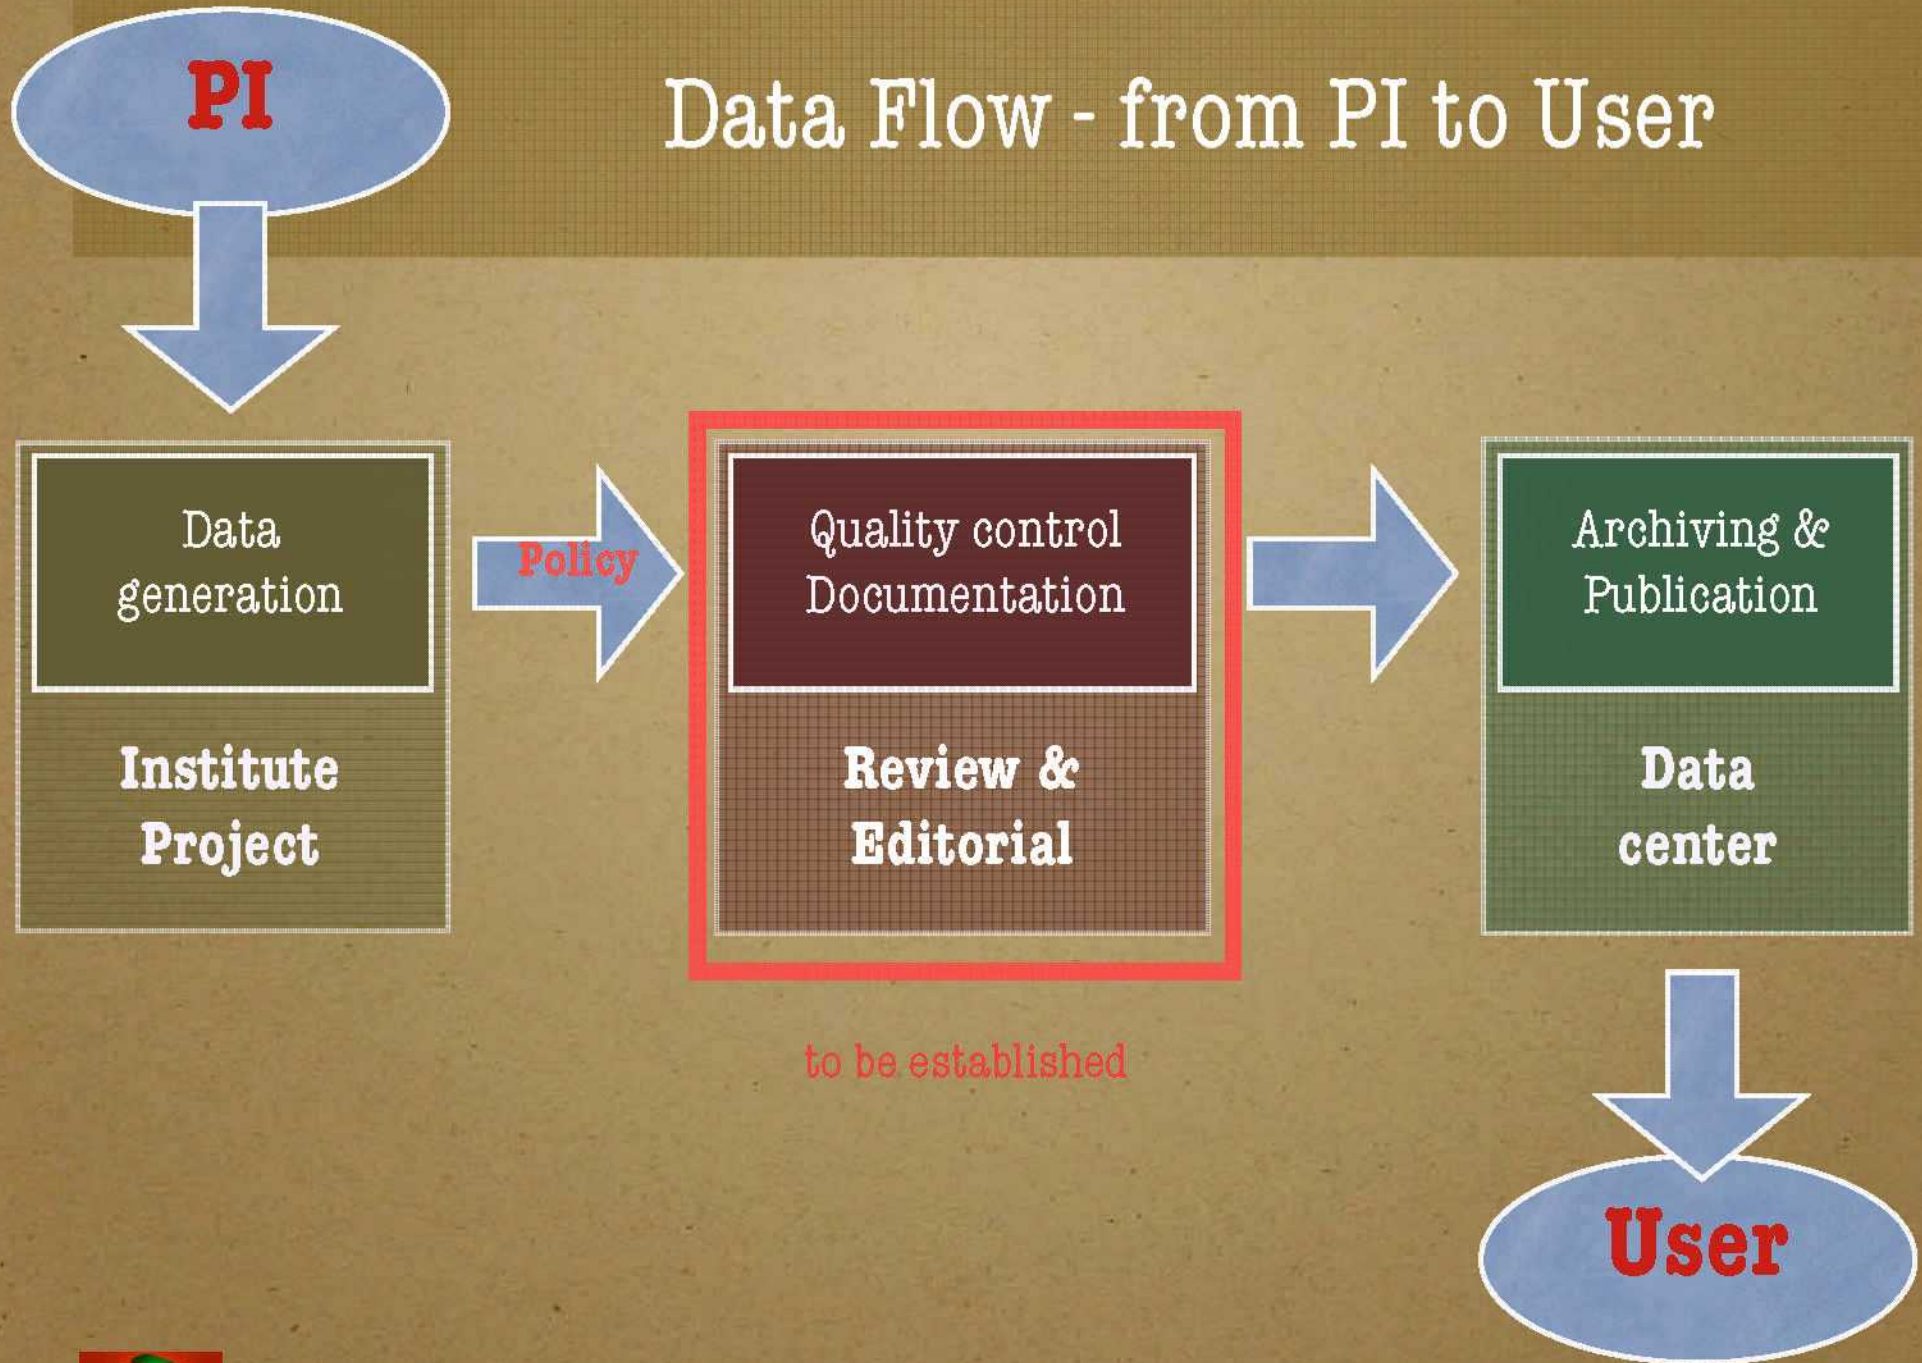 PI
Data Flow - from PI to User
Data
generation
Institute
Project
Policy
Quality control
Documentation
Review &
Editorial
to be established
Archiving &
Publication
Data
center
User